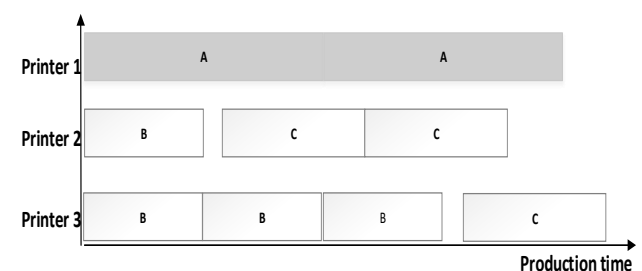 Printer 1 A A
Printer 2 B C C
Printer 3 B B B C
Production time